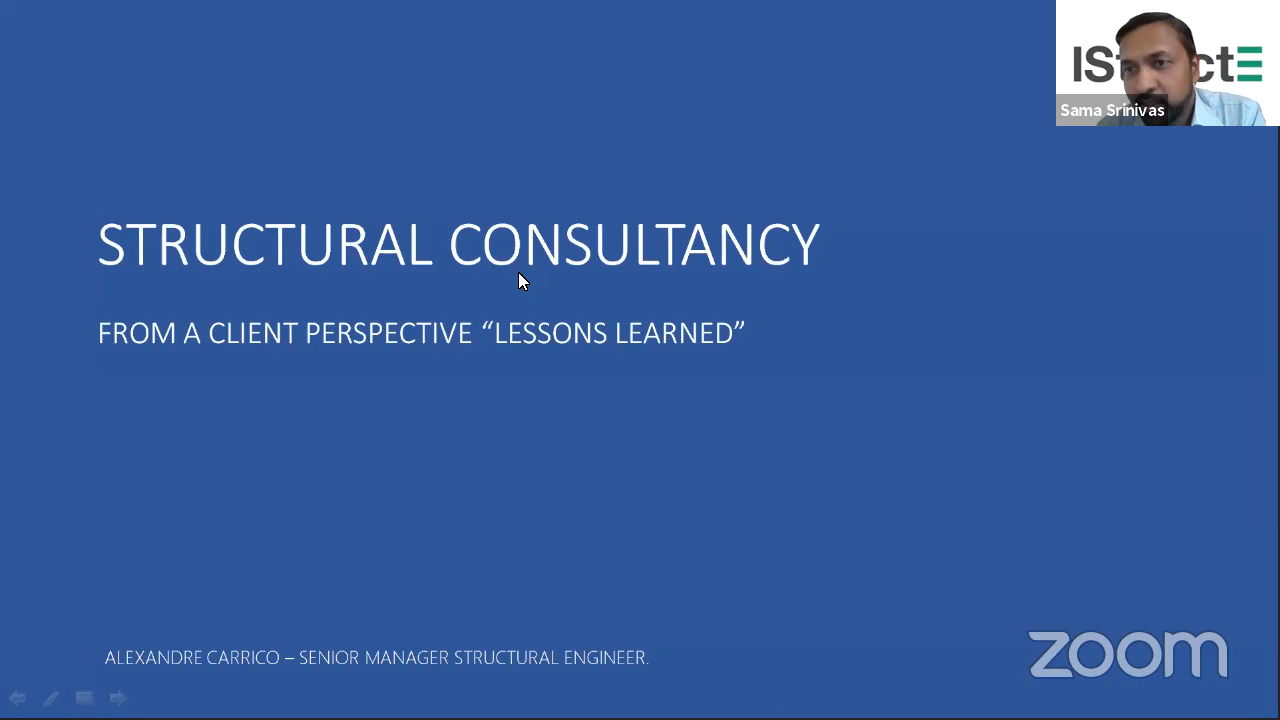 Sama Srinivas
STRUCTURAL CONSULTANCY
FROM A CLIENT PERSPECTIVE “LESSONS LEARNED”
ALEXANDRE CARRICO – SENIOR MANAGER STRUCTURAL ENGINEER.
zoom